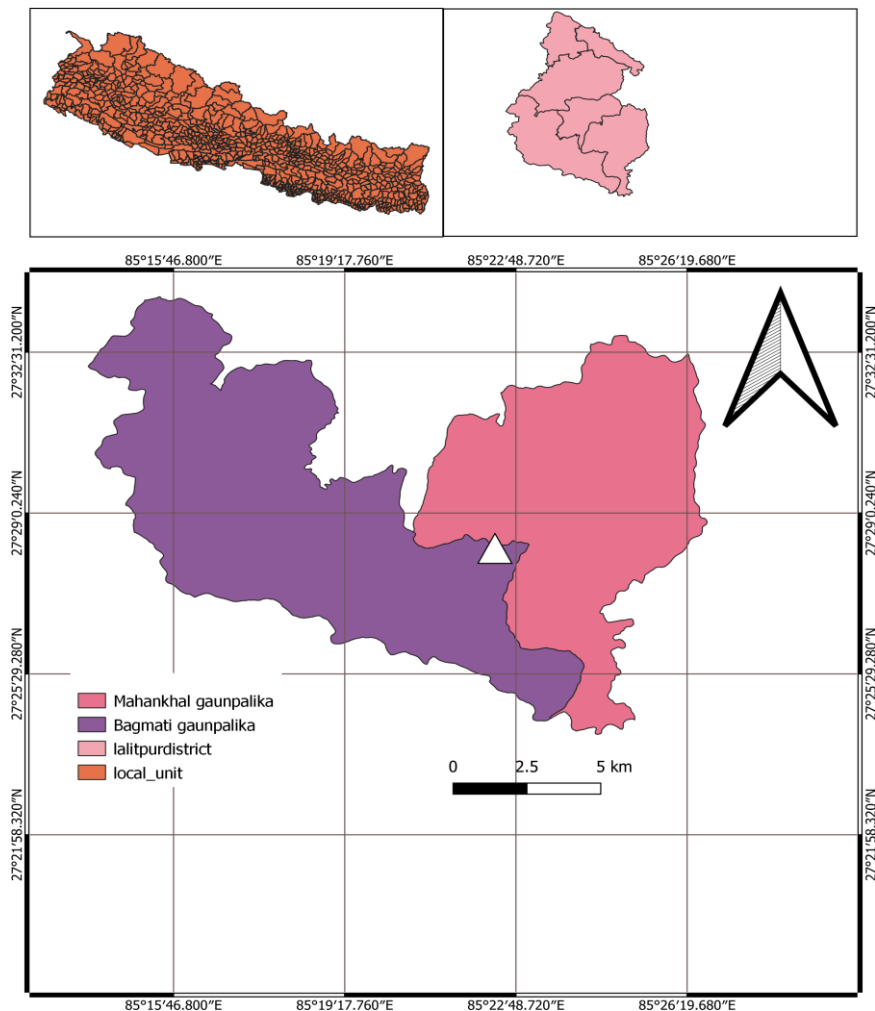 85°15′46.800″E 85°19′17.760″E 85°22′48.720″E 85°26′19.680″E
27°32′31.200″N
27°29′0.240″N
27°25′29.280″N
27°21′58.320″N
27°32′31.200″N
27°29′0.240″N
27°25′29.280″N
27°21′58.320″N
Mahankhal gaunpalika
Bagmati gaunpalika
lalitpurdistrict
local_unit
0 2.5 5 km
85°15′46.800″E 85°19′17.760″E 85°22′48.720″E 85°26′19.680″E